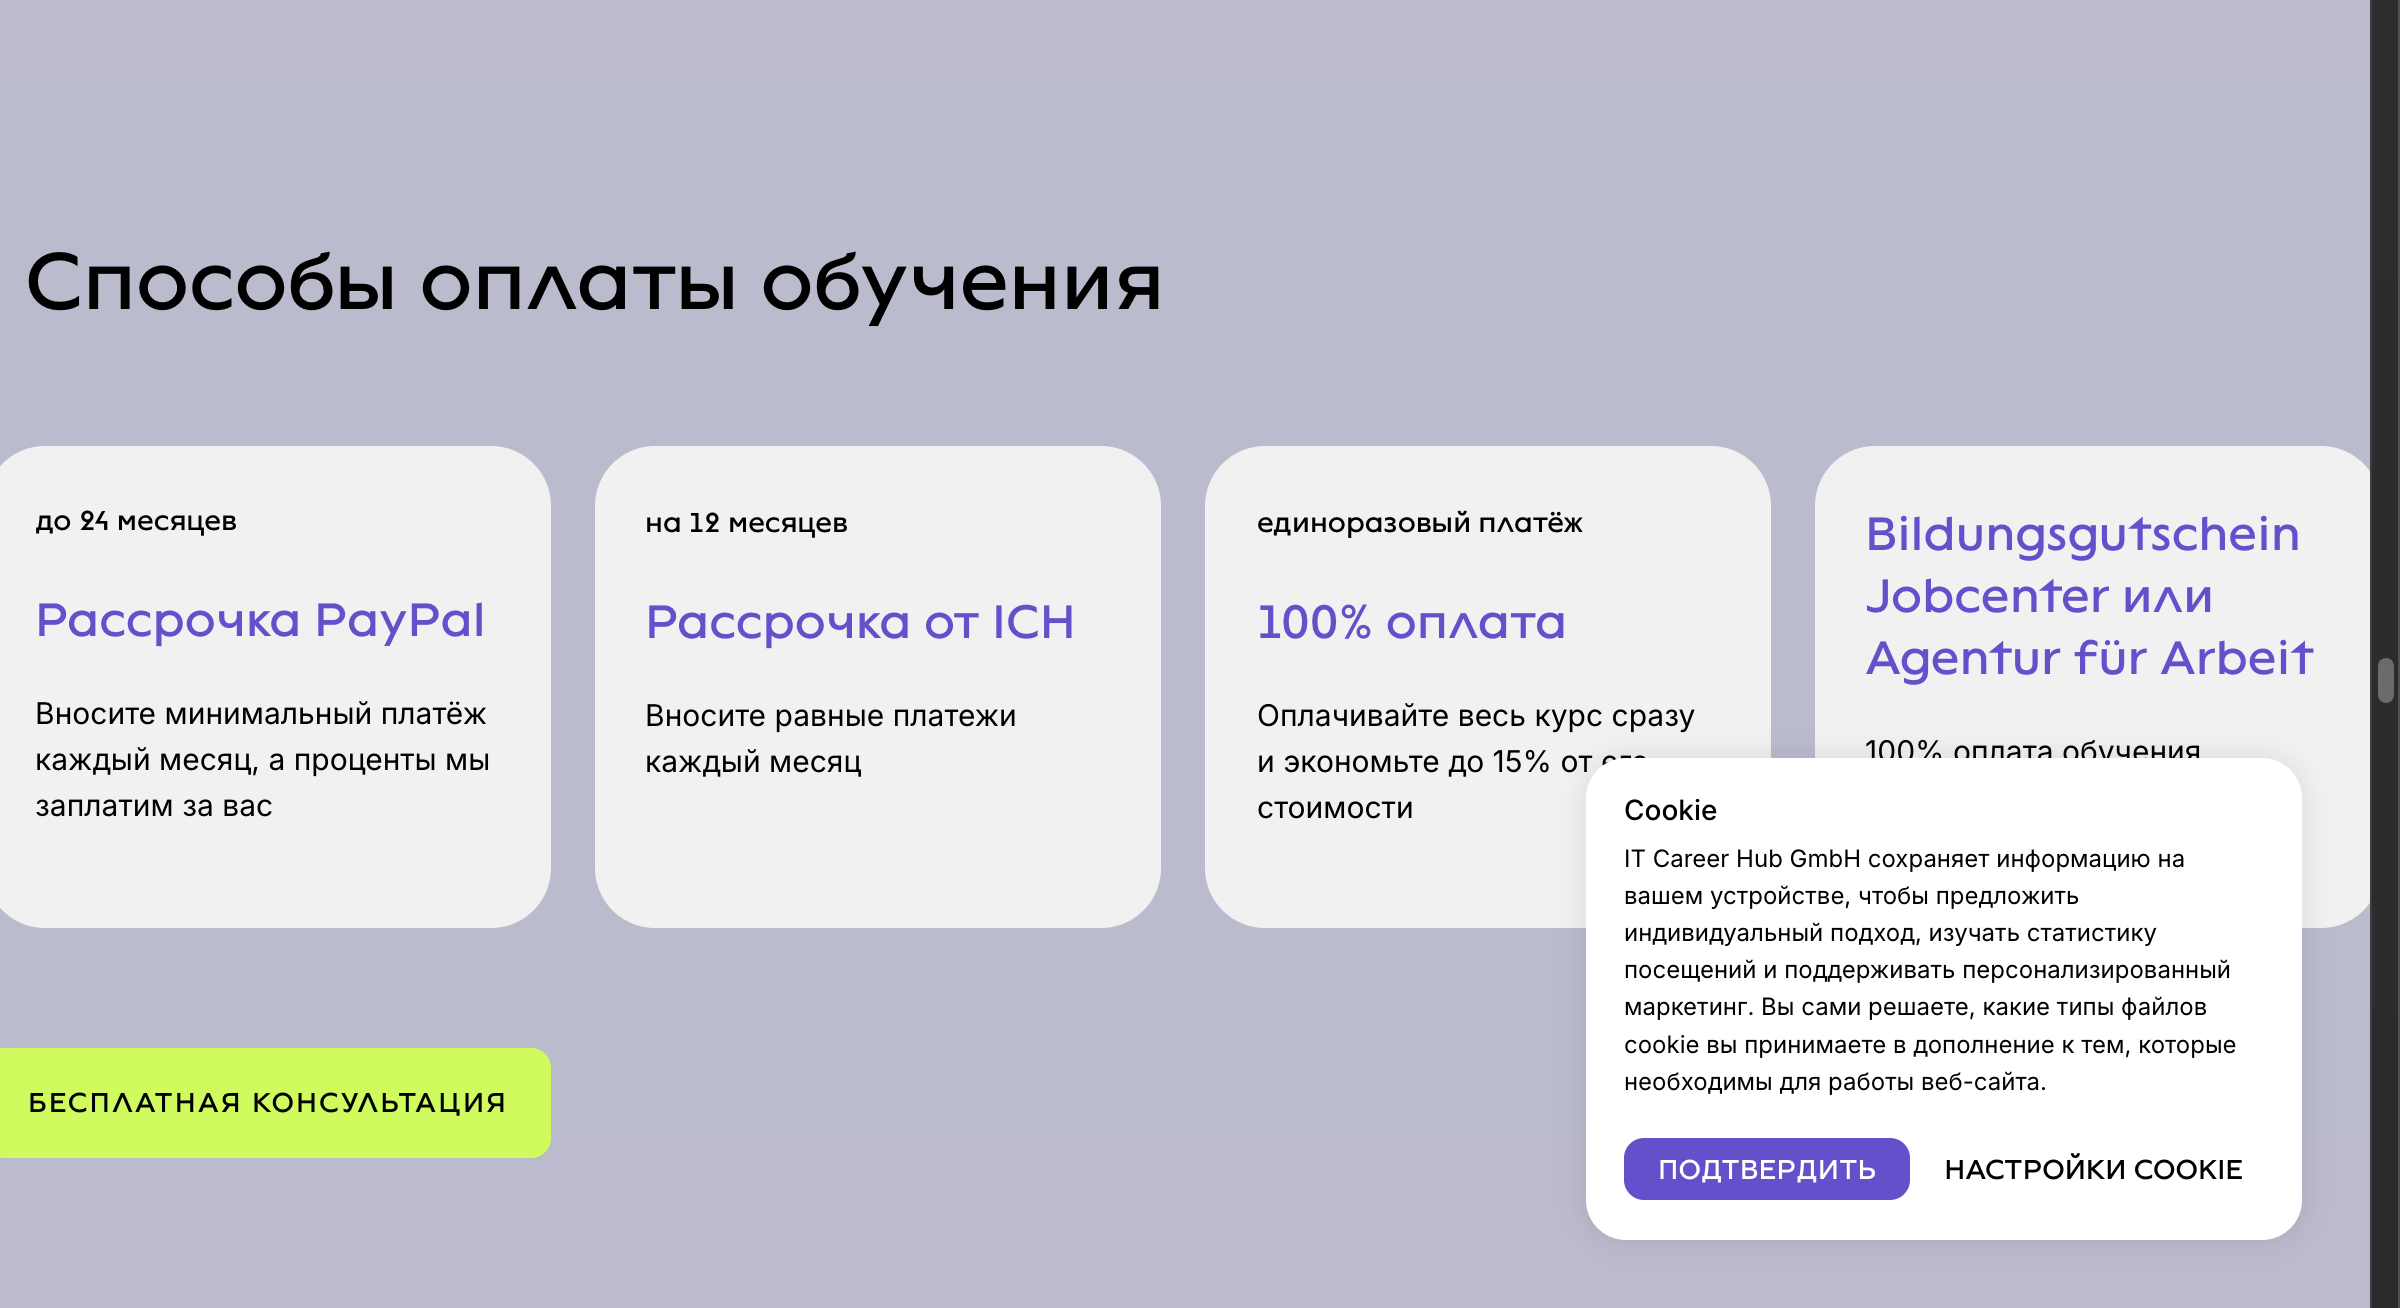 Способы оплаты обучения
до 24 месяцев
Рассрочка PayPal
Вносите минимальный платёж
каждый месяц, а проценты мы
заплатим за вас
на 12 месяцев
Рассрочка от ICH
Вносите равные платежи
каждый месяц
единоразовый платёж
100% оплата
Оплачивайте весь курс сразу
и экономьте до 15% от его
стоимости
Bildungsgutschein
Jobcenter или
Agentur für Arbeit
100% оплата обучения
БЕСПЛАТНАЯ КОНСУЛЬТАЦИЯ
Cookie
IT Career Hub GmbH сохраняет информацию на
вашем устройстве, чтобы предложить
индивидуальный подход, изучать статистику
посещений и поддерживать персонализированный
маркетинг. Вы сами решаете, какие типы файлов
cookie вы принимаете в дополнение к тем, которые
необходимы для работы веб-сайта.
ПОДТВЕРДИТЬ
НАСТРОЙКИ COOKIE